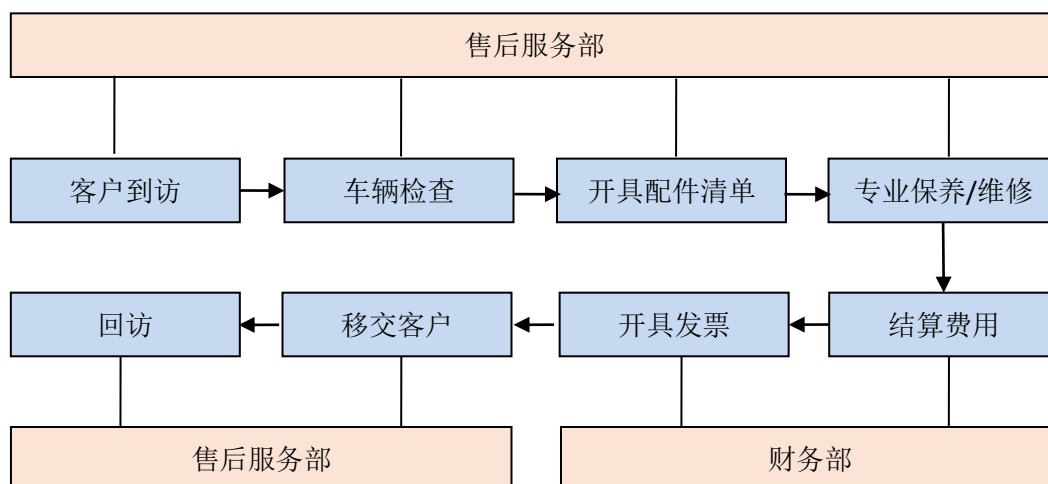 售后服务部
客户到访
车辆检查
开具配件清单
专业保养/维修
回访
移交客户
开具发票
结算费用
售后服务部
财务部